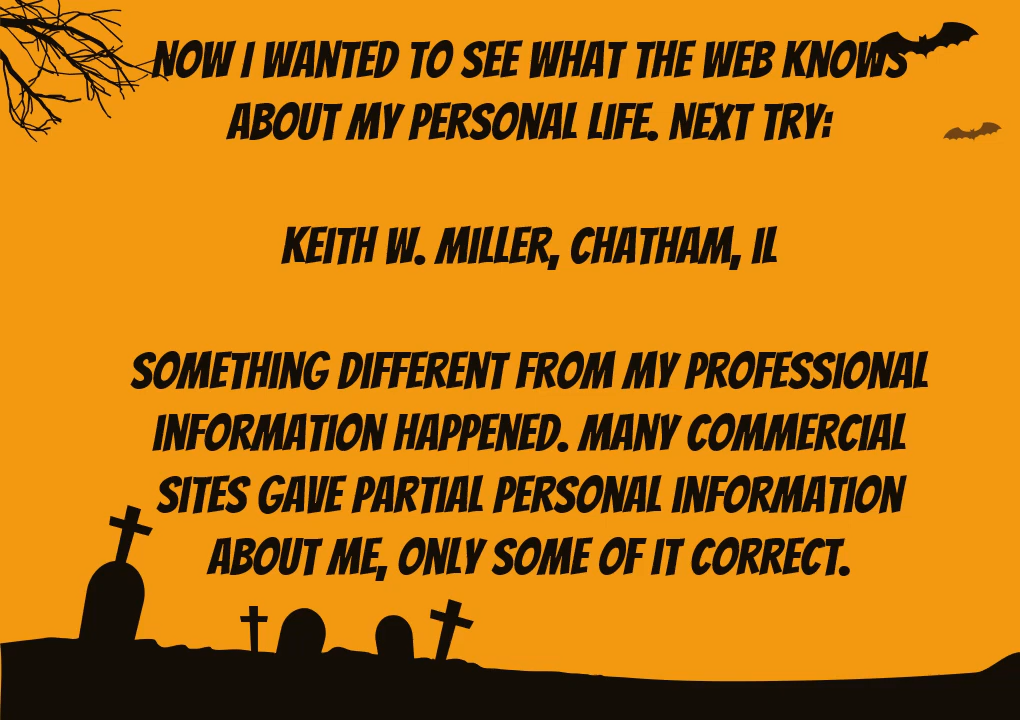 NOW I WANTED TO SEE WHAT THE WEB KNOWS
ABOUT MY PERSONAL LIFE. NEXT TRY:
KEITH W. MILLER, CHATHAM, IL
SOMETHING DIFFERENT FROM MY PROFESSIONAL
INFORMATION HAPPENED. MANY COMMERCIAL
SITES GAVE PARTIAL PERSONAL INFORMATION
ABOUT ME, ONLY SOME OF IT CORRECT.